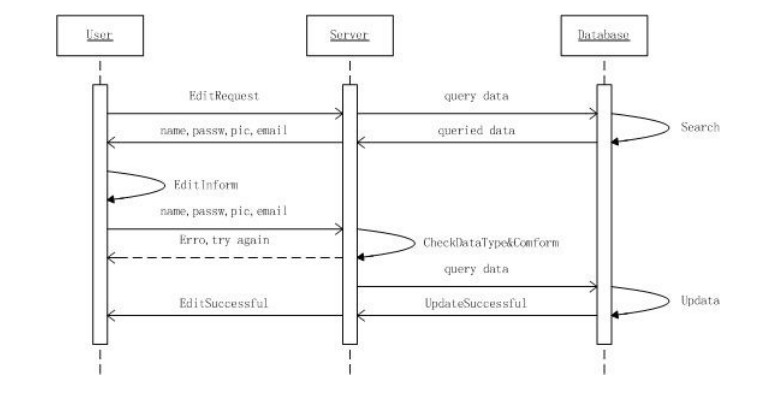 User
Server
Database
EditRequest
query data
name,passw,pic,email
queried data
Search
EditInform
name,passw,pic,email
Erro,try again
CheckDataType&Comform
query data
EditSuccessful
UpdateSuccessful
Updata